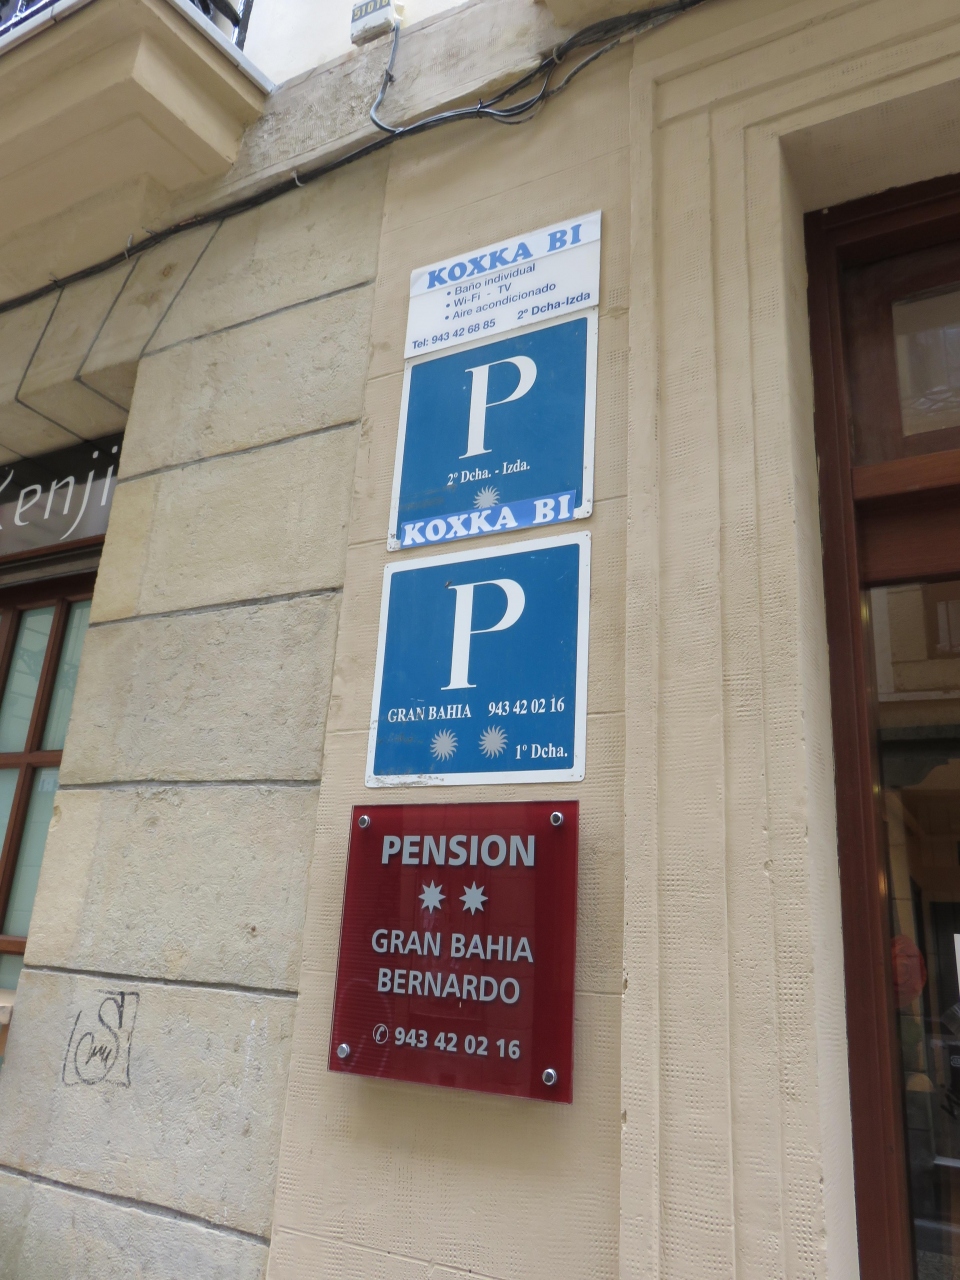 51010
KOXKA BI
• Baño individual
• Wi-Fi - TV
• Aire acondicionado
Tel: 943 42 68 85 2º Dcha-Izda
P
2º Dcha. - Izda.
KOXKA BI
Kenji
P
GRAN BAHIA 943 42 02 16
1º Dcha.
PENSION
GRAN BAHIA
BERNARDO
✆ 943 42 02 16